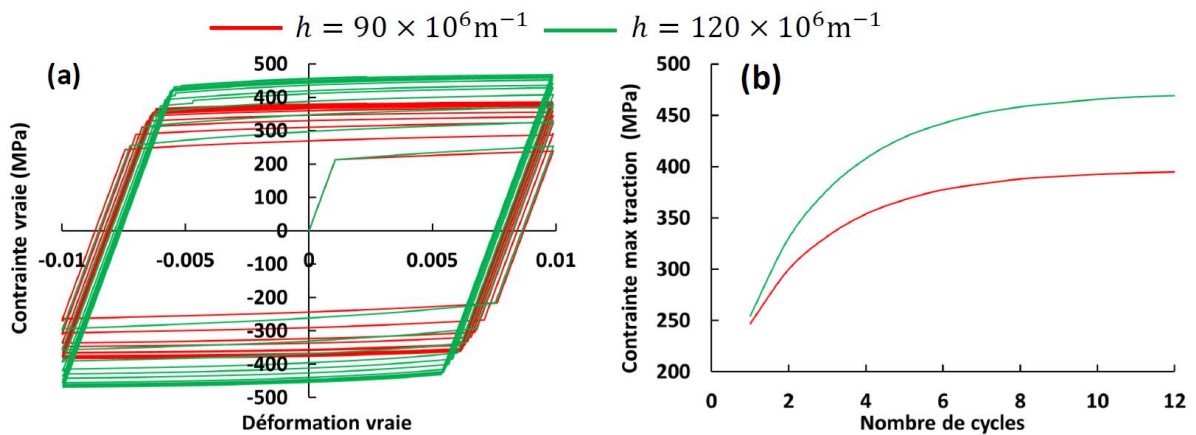 h = 90 × 10⁶m⁻¹ h = 120 × 10⁶m⁻¹
(a)
Contrainte vraie (MPa)
500
400
300
200
100
0
-100
-200
-300
-400
-500
-0.01 -0.005 0 0.005 0.01
Déformation vraie
(b)
Contrainte max traction (MPa)
500
450
400
350
300
250
200
0 2 4 6 8 10 12
Nombre de cycles